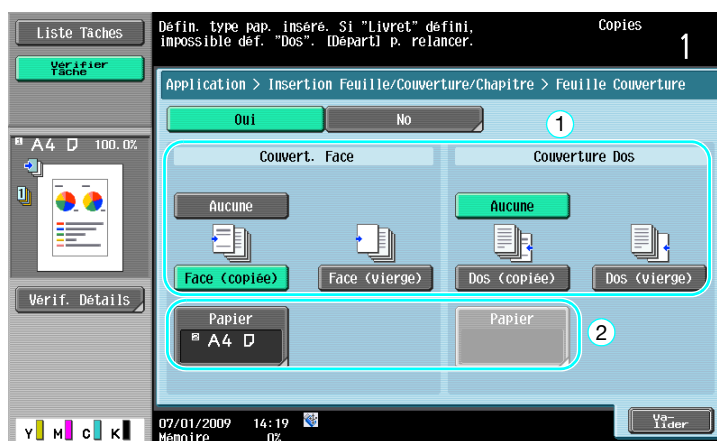 Liste Tâches
Vérifier
Tâche
A4 100.0%
1
Vérif. Détails
Y M C K
Défin. type pap. inséré. Si "Livret" défini,
impossible déf. "Dos". [Départ] p. relancer.
Copies
1
Application > Insertion Feuille/Couverture/Chapitre > Feuille Couverture
Oui
No
1
Couvert. Face
Couverture Dos
Aucune
Aucune
Face (copiée)
Face (vierge)
Dos (copiée)
Dos (vierge)
Papier
A4
Papier
2
07/01/2009 14:19
Mémoire 0%
Va-
lider